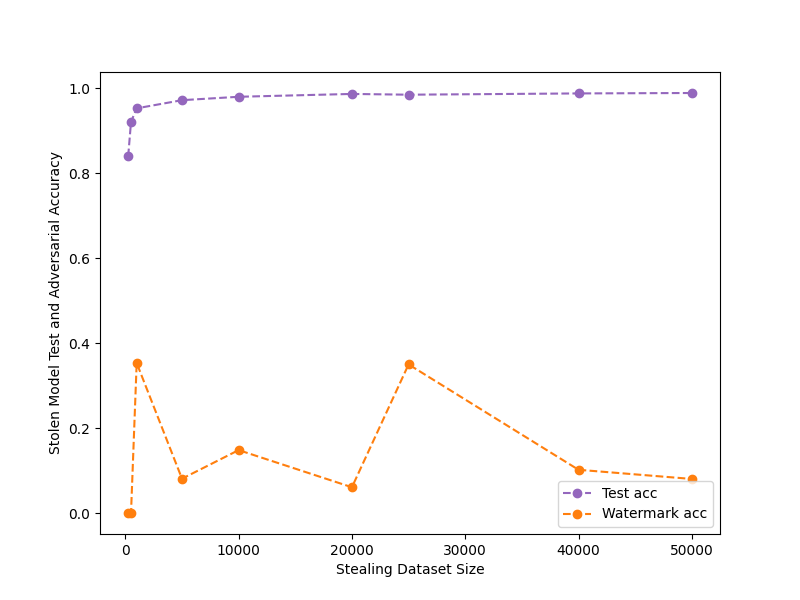 1.0
0.8
0.6
0.4
0.2
0.0
Stolen Model Test and Adversarial Accuracy
Test acc
Watermark acc
0 10000 20000 30000 40000 50000
Stealing Dataset Size